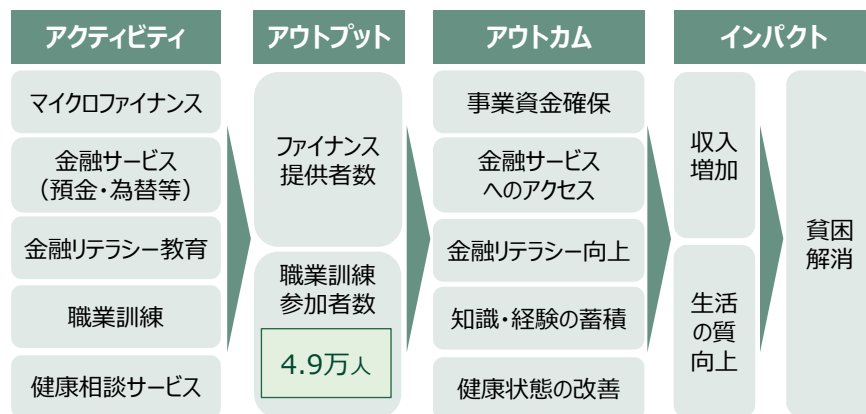 アクティビティ
アウトプット
アウトカム
インパクト
マイクロファイナンス
金融サービス
（預金・為替等）
金融リテラシー教育
職業訓練
健康相談サービス
ファイナンス
提供者数
職業訓練
参加者数
4.9万人
事業資金確保
金融サービス
へのアクセス
金融リテラシー向上
知識・経験の蓄積
健康状態の改善
収入
増加
生活
の質
向上
貧困
解消